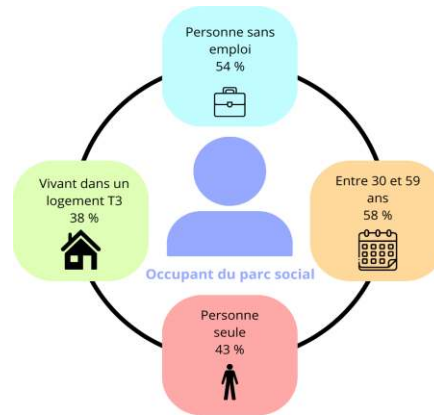 Personne sans
emploi
54 %
Vivant dans un
logement T3
38 %
Entre 30 et 59
ans
58 %
Occupant du parc social
Personne
seule
43 %